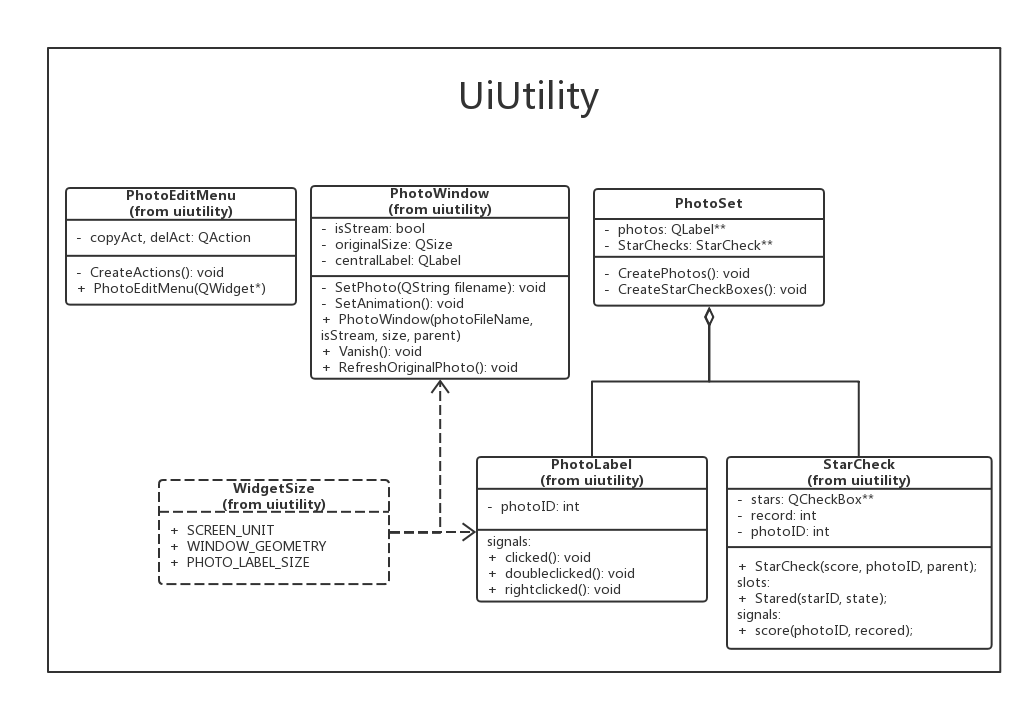 UiUtility
PhotoEditMenu
(from uiutility)
- copyAct, delAct: QAction
- CreateActions(): void
+ PhotoEditMenu(QWidget*)
PhotoWindow
(from uiutility)
- isStream: bool
- originalSize: QSize
- centralLabel: QLabel
- SetPhoto(QString filename): void
- SetAnimation(): void
+ PhotoWindow(photoFileName,
isStream, size, parent)
+ Vanish(): void
+ RefreshOriginalPhoto(): void
PhotoSet
- photos: QLabel**
- StarChecks: StarCheck**
- CreatePhotos(): void
- CreateStarCheckBoxes(): void
WidgetSize
(from uiutility)
+ SCREEN_UNIT
+ WINDOW_GEOMETRY
+ PHOTO_LABEL_SIZE
PhotoLabel
(from uiutility)
- photoID: int
signals:
+ clicked(): void
+ doubleclicked(): void
+ rightclicked(): void
StarCheck
(from uiutility)
- stars: QCheckBox**
- record: int
- photoID: int
+ StarCheck(score, photoID, parent);
slots:
+ Stared(starID, state);
signals:
+ score(photoID, recored);